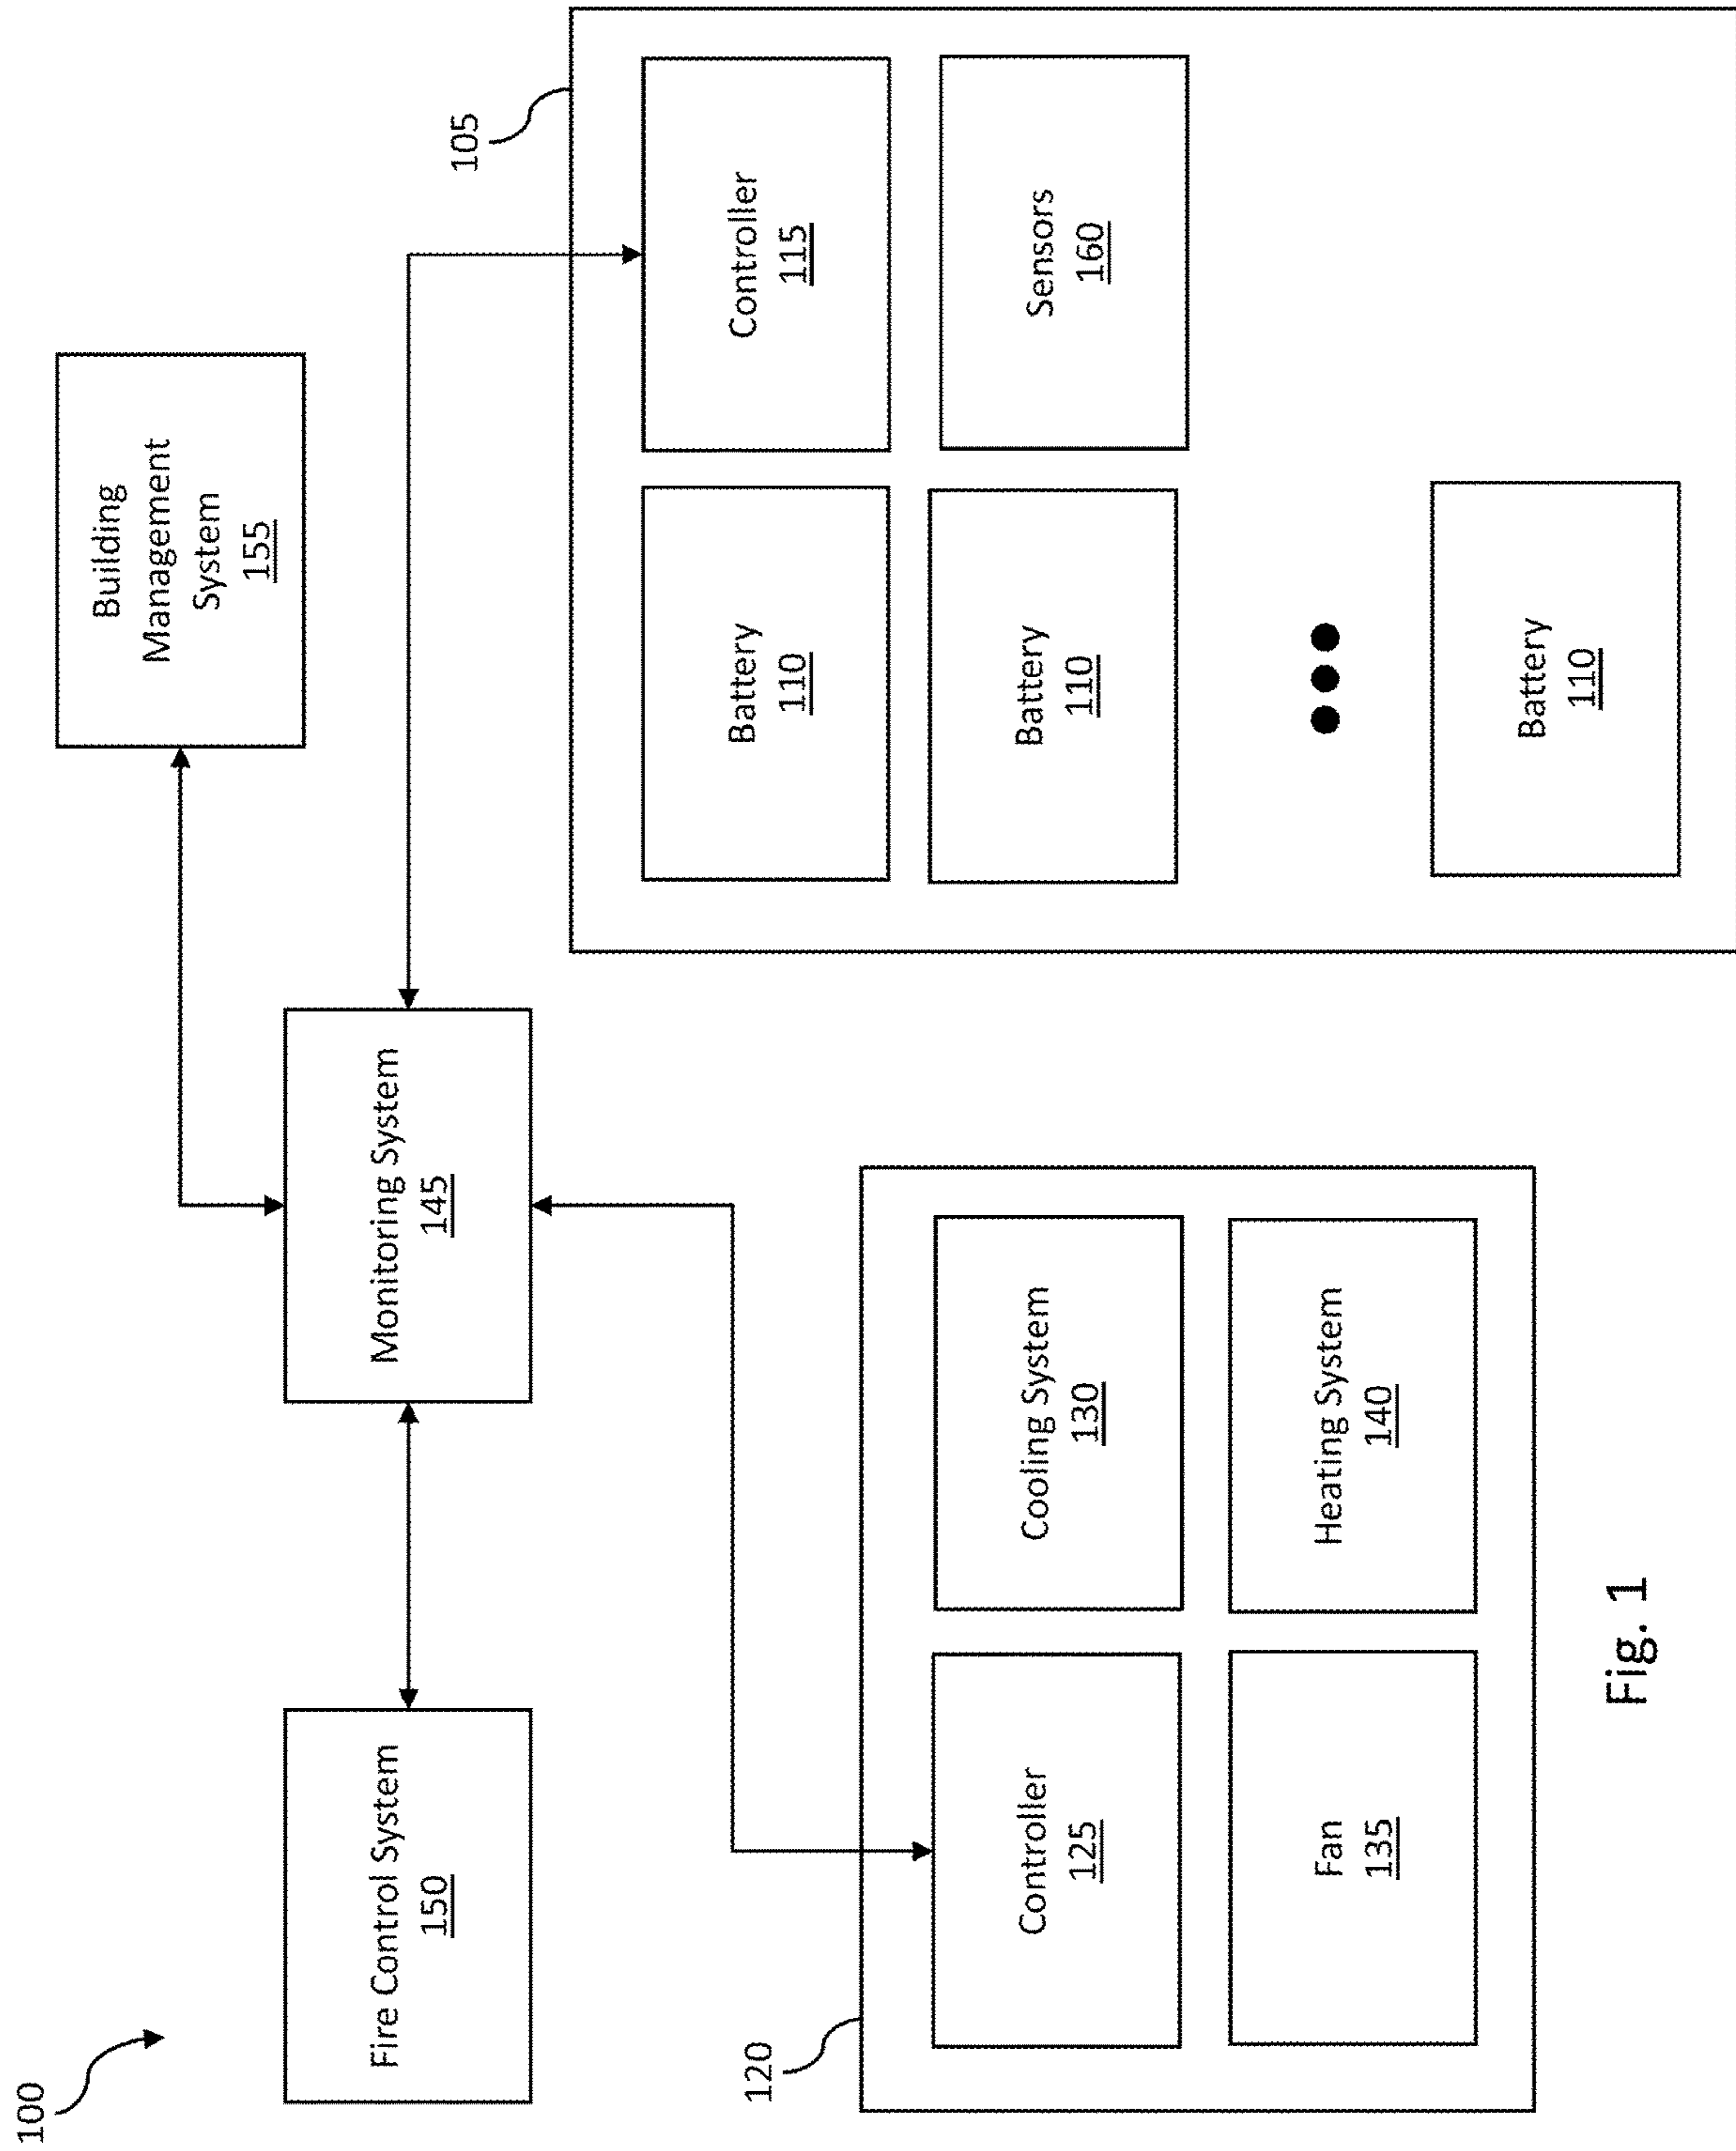 100
Building
Management
System
155
Fire Control System
150
Monitoring System
145
105
120
Controller
125
Cooling System
130
Fan
135
Heating System
140
Battery
110
Controller
115
Battery
110
Sensors
160
Battery
110
Fig. 1